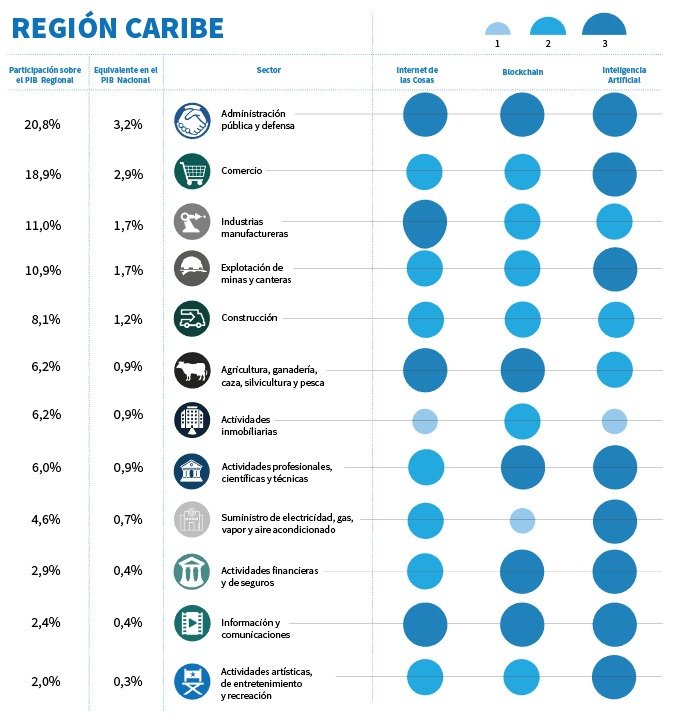 REGIÓN CARIBE
1 2 3
Participación sobre
el PIB Regional
Equivalente en el
PIB Nacional
Sector
Internet de
las Cosas
Blockchain
Inteligencia
Artificial
20,8% 3,2% Administración
pública y defensa
18,9% 2,9% Comercio
11,0% 1,7% Industrias
manufactureras
10,9% 1,7% Explotación de
minas y canteras
8,1% 1,2% Construcción
6,2% 0,9% Agricultura, ganadería,
caza, silvicultura y pesca
6,2% 0,9% Actividades
inmobiliarias
6,0% 0,9% Actividades profesionales,
científicas y técnicas
4,6% 0,7% Suministro de electricidad, gas,
vapor y aire acondicionado
2,9% 0,4% Actividades financieras
y de seguros
2,4% 0,4% Información y
comunicaciones
2,0% 0,3% Actividades artísticas,
de entretenimiento
y recreación